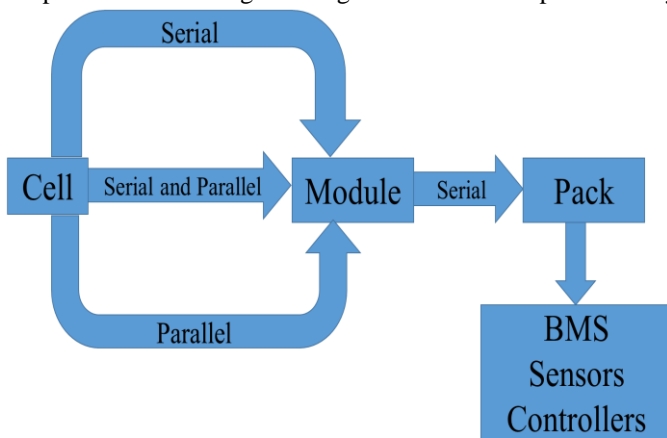 Serial
Cell
Serial and Parallel
Module
Serial
Pack
Parallel
BMS
Sensors
Controllers